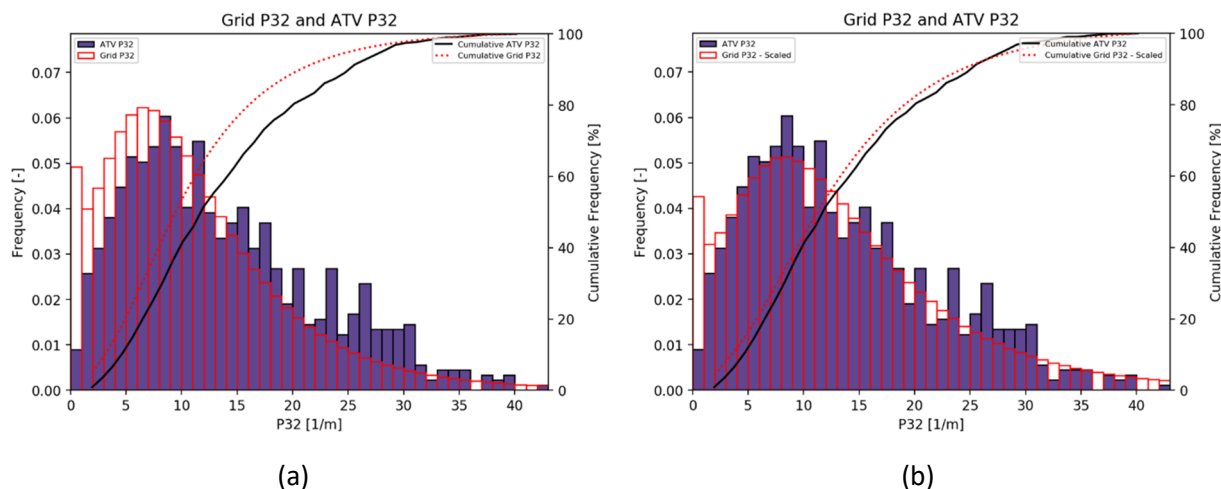 Grid P32 and ATV P32
ATV P32
Grid P32
Cumulative ATV P32
Cumulative Grid P32
0.00
0.01
0.02
0.03
0.04
0.05
0.06
0.07
Frequency [-]
0
20
40
60
80
100
Cumulative Frequency [%]
0 5 10 15 20 25 30 35 40
P32 [1/m]
(a)
Grid P32 and ATV P32
ATV P32
Grid P32 - Scaled
Cumulative ATV P32
Cumulative Grid P32 - Scaled
0.00
0.01
0.02
0.03
0.04
0.05
0.06
0.07
Frequency [-]
0
20
40
60
80
100
Cumulative Frequency [%]
0 5 10 15 20 25 30 35 40
P32 [1/m]
(b)